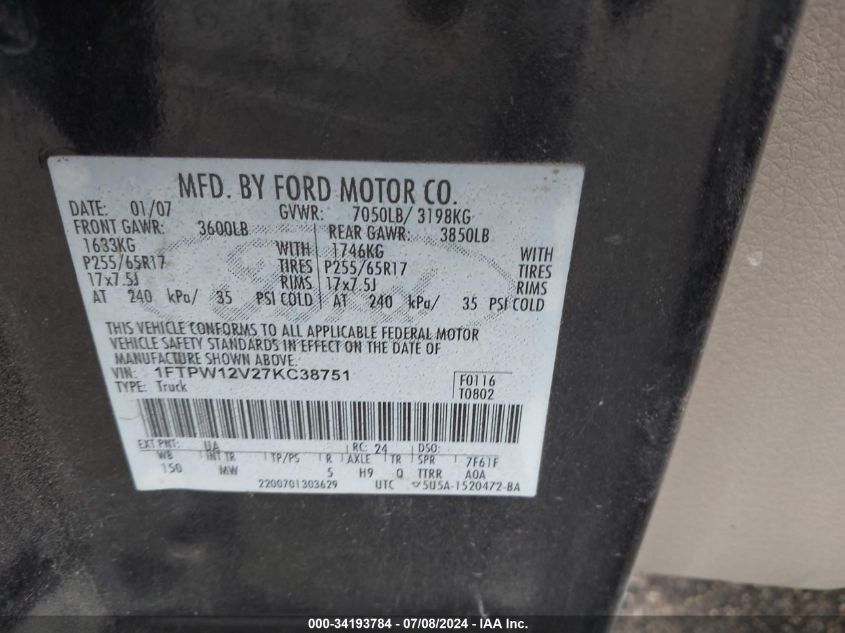 MFD. BY FORD MOTOR CO.
DATE: 01/07 GVWR: 7050LB/ 3198KG
FRONT GAWR: 3600LB REAR GAWR: 3850LB
1633KG WITH 1746KG WITH
P255/65R17 TIRES P255/65R17 TIRES
17x7.5J RIMS 17x7.5J RIMS
AT 240 kPa/ 35 PSI COLD AT 240 kPa/ 35 PSI COLD
Ford
THIS VEHICLE CONFORMS TO ALL APPLICABLE FEDERAL MOTOR
VEHICLE SAFETY STANDARDS IN EFFECT ON THE DATE OF
MANUFACTURE SHOWN ABOVE.
VIN: 1FTPW12V27KC38751 F0116
TYPE: Truck T0802
EXT PNT: UA RC: 24 DSO:
WB INT TR TP/PS R AXLE TR SPR 7F61F
150 MW 5 H9 Q TTRR A0A
2200701303629 UTC 5U5A-1520472-BA
000-34193784 - 07/08/2024 - IAA Inc.